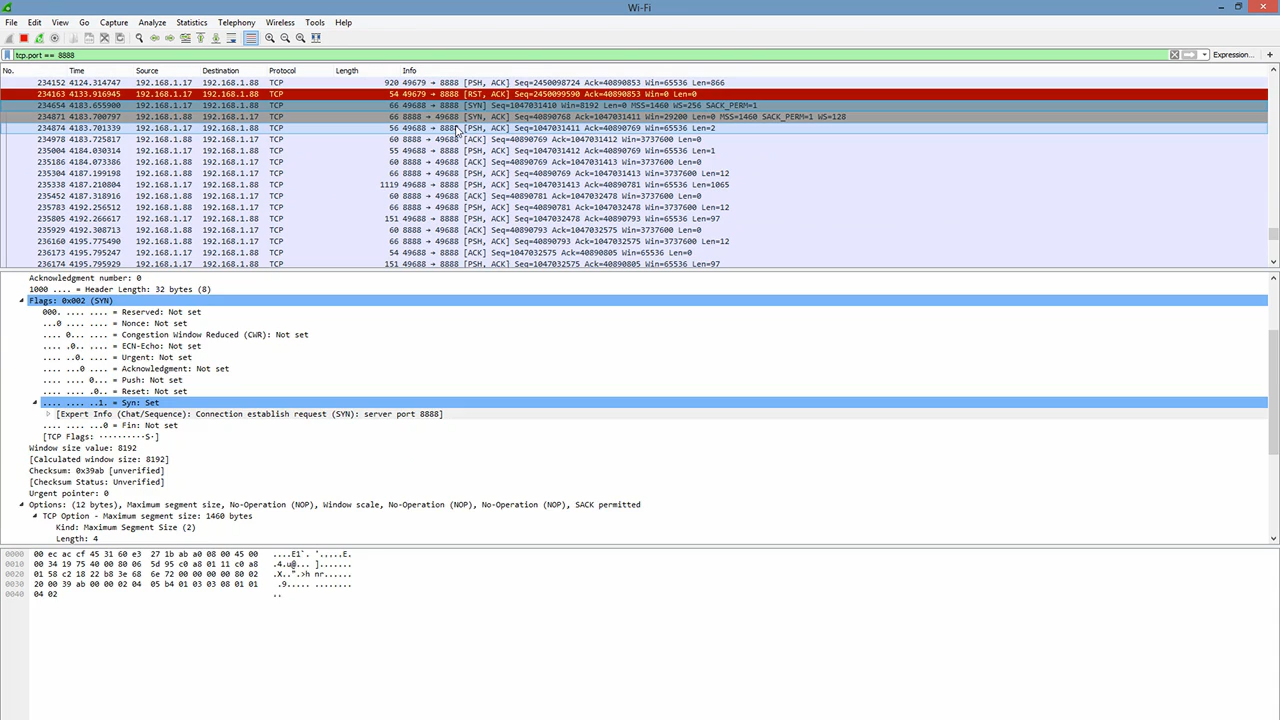 Wi-Fi
File Edit View Go Capture Analyze Statistics Telephony Wireless Tools Help
tcp.port == 8888 Expression… +
No. Time Source Destination Protocol Length Info
234152 4124.314747 192.168.1.17 192.168.1.88 TCP 920 49679 → 8888 [PSH, ACK] Seq=2450098724 Ack=40890853 Win=65536 Len=866
234163 4133.916945 192.168.1.17 192.168.1.88 TCP 54 49679 → 8888 [RST, ACK] Seq=2450099590 Ack=40890853 Win=0 Len=0
234654 4183.655900 192.168.1.17 192.168.1.88 TCP 66 49688 → 8888 [SYN] Seq=1047031410 Win=8192 Len=0 MSS=1460 WS=256 SACK_PERM=1
234871 4183.700797 192.168.1.88 192.168.1.17 TCP 66 8888 → 49688 [SYN, ACK] Seq=40890768 Ack=1047031411 Win=29200 Len=0 MSS=1460 SACK_PERM=1 WS=128
234874 4183.701339 192.168.1.17 192.168.1.88 TCP 56 49688 → 8888 [PSH, ACK] Seq=1047031411 Ack=40890769 Win=65536 Len=2
234978 4183.725817 192.168.1.88 192.168.1.17 TCP 60 8888 → 49688 [ACK] Seq=40890769 Ack=1047031412 Win=3737600 Len=0
235004 4184.030314 192.168.1.17 192.168.1.88 TCP 55 49688 → 8888 [PSH, ACK] Seq=1047031412 Ack=40890769 Win=65536 Len=1
235186 4184.073386 192.168.1.88 192.168.1.17 TCP 60 8888 → 49688 [ACK] Seq=40890769 Ack=1047031413 Win=3737600 Len=0
235304 4187.199198 192.168.1.88 192.168.1.17 TCP 66 8888 → 49688 [PSH, ACK] Seq=40890769 Ack=1047031413 Win=3737600 Len=12
235338 4187.210804 192.168.1.17 192.168.1.88 TCP 1119 49688 → 8888 [PSH, ACK] Seq=1047031413 Ack=40890781 Win=65536 Len=1065
235452 4187.318916 192.168.1.88 192.168.1.17 TCP 60 8888 → 49688 [ACK] Seq=40890781 Ack=1047032478 Win=3737600 Len=0
235783 4192.256512 192.168.1.88 192.168.1.17 TCP 66 8888 → 49688 [PSH, ACK] Seq=40890781 Ack=1047032478 Win=3737600 Len=12
235805 4192.266617 192.168.1.17 192.168.1.88 TCP 151 49688 → 8888 [PSH, ACK] Seq=1047032478 Ack=40890793 Win=65536 Len=97
235929 4192.308375 192.168.1.88 192.168.1.17 TCP 60 8888 → 49688 [ACK] Seq=40890793 Ack=1047032575 Win=3737600 Len=0
236160 4195.775490 192.168.1.88 192.168.1.17 TCP 66 8888 → 49688 [PSH, ACK] Seq=40890793 Ack=1047032575 Win=3737600 Len=12
236173 4195.795247 192.168.1.17 192.168.1.88 TCP 54 49688 → 8888 [ACK] Seq=1047032575 Ack=40890805 Win=65536 Len=0
236174 4195.795929 192.168.1.17 192.168.1.88 TCP 151 49688 → 8888 [PSH, ACK] Seq=1047032575 Ack=40890805 Win=65536 Len=97
Acknowledgment number: 0
1000 .... = Header Length: 32 bytes (8)
Flags: 0x002 (SYN)
000. .... .... = Reserved: Not set
...0 .... .... = Nonce: Not set
.... 0... .... = Congestion Window Reduced (CWR): Not set
.... .0.. .... = ECN-Echo: Not set
.... ..0. .... = Urgent: Not set
.... ...0 .... = Acknowledgment: Not set
.... .... 0... = Push: Not set
.... .... .0.. = Reset: Not set
.... .... ..1. = Syn: Set
[Expert Info (Chat/Sequence): Connection establish request (SYN): server port 8888]
.... .... ...0 = Fin: Not set
[TCP Flags: ··········S·]
Window size value: 8192
[Calculated window size: 8192]
Checksum: 0x39ab [unverified]
[Checksum Status: Unverified]
Urgent pointer: 0
Options: (12 bytes), Maximum segment size, No-Operation (NOP), Window scale, No-Operation (NOP), No-Operation (NOP), SACK permitted
TCP Option - Maximum segment size: 1460 bytes
Kind: Maximum Segment Size (2)
Length: 4
0000 00 ec ac cf 45 31 60 e3 27 1b ab a0 08 00 45 00 ....E1`. '.....E.
0010 00 34 19 75 40 00 80 06 5d 95 c0 a8 01 11 c0 a8 .4.u@... ].......
0020 01 58 c2 18 22 b8 3e 68 6e 72 00 00 00 00 80 02 .X..".>h nr......
0030 20 00 39 ab 00 00 02 04 05 b4 01 03 03 08 01 01 .9..... ........
0040 04 02 ..